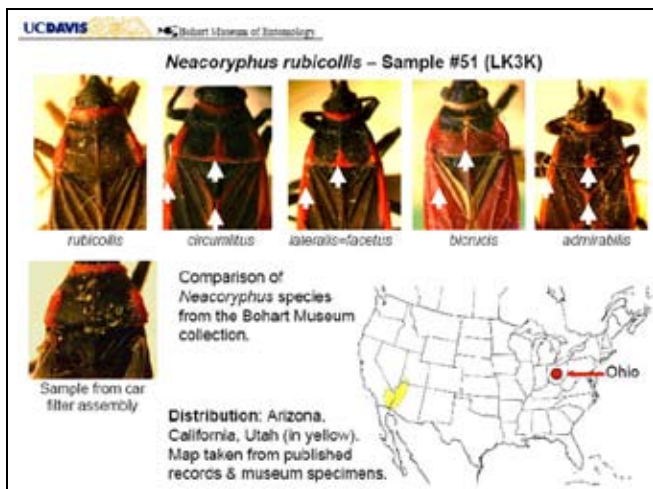 UCDAVIS Bohart Museum of Entomology
Neacoryphus rubicollis – Sample #51 (LK3K)
rubicollis circumlitus lateralis=facetus bicrucis admirabilis
Comparison of
Neacoryphus species
from the Bohart Museum
collection.
Sample from car
filter assembly
Ohio
Distribution: Arizona,
California, Utah (in yellow).
Map taken from published
records & museum specimens.